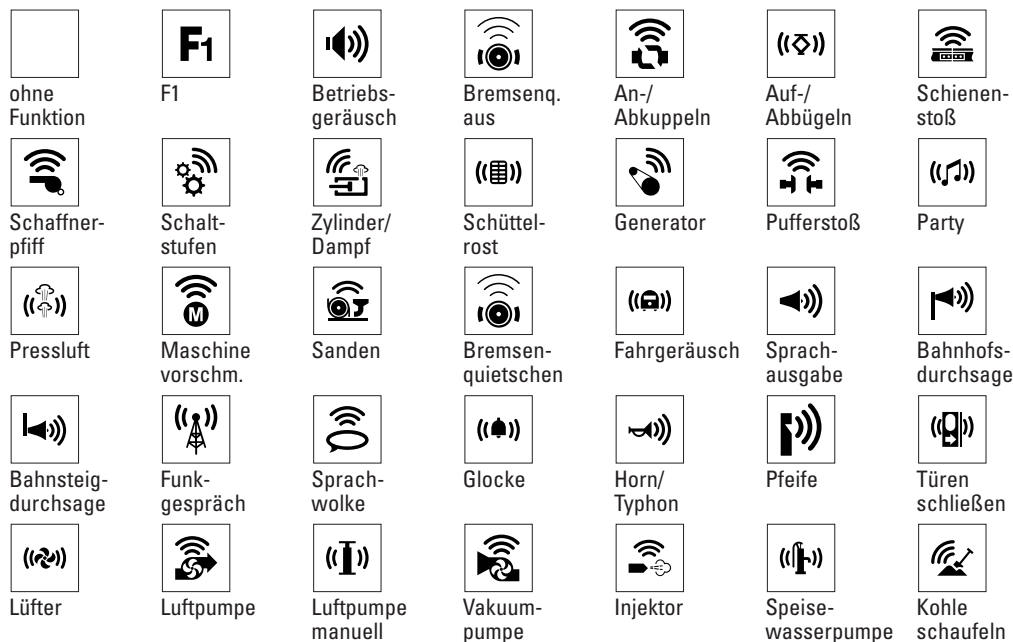 F1
ohne
Funktion
F1
Betriebs-
geräusch
Bremsenq.
aus
An-/
Abkuppeln
Auf-/
Abbügeln
Schienen-
stoß
Schaffner-
pfiff
Schalt-
stufen
Zylinder/
Dampf
Schüttel-
rost
Generator
Pufferstoß
Party
M
Pressluft
Maschine
vorschm.
Sanden
Bremsen-
quietschen
Fahrgeräusch
Sprach-
ausgabe
Bahnhofs-
durchsage
Bahnsteig-
durchsage
Funk-
gespräch
Sprach-
wolke
Glocke
Horn/
Typhon
Pfeife
Türen
schließen
Lüfter
Luftpumpe
Luftpumpe
manuell
Vakuum-
pumpe
Injektor
Speise-
wasserpumpe
Kohle
schaufeln